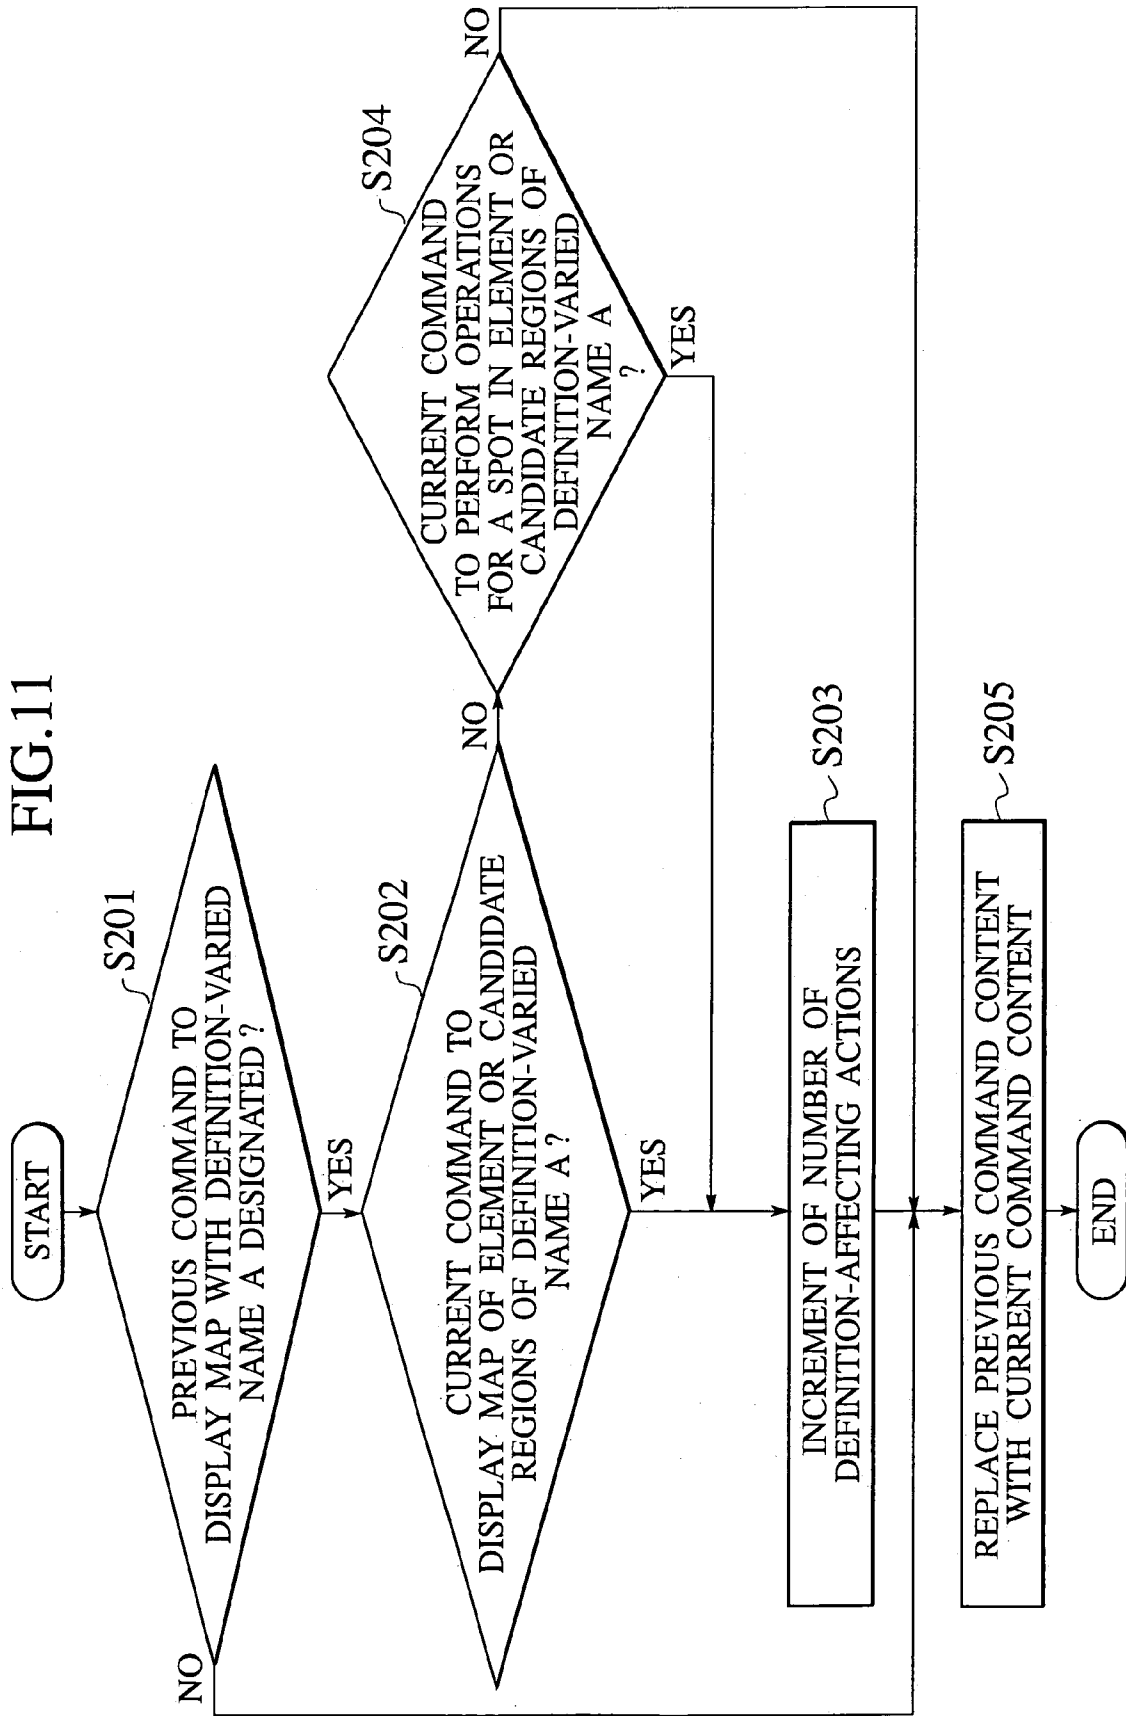 FIG.11
START
S201
PREVIOUS COMMAND TO
DISPLAY MAP WITH DEFINITION-VARIED
NAME A DESIGNATED?
NO
YES
S202
CURRENT COMMAND TO
DISPLAY MAP OF ELEMENT OR CANDIDATE
REGIONS OF DEFINITION-VARIED
NAME A?
NO
YES
S204
CURRENT COMMAND
TO PERFORM OPERATIONS
FOR A SPOT IN ELEMENT OR
CANDIDATE REGIONS OF
DEFINITION-VARIED
NAME A
?
NO
YES
S203
INCREMENT OF NUMBER OF
DEFINITION-AFFECTING ACTIONS
S205
REPLACE PREVIOUS COMMAND CONTENT
WITH CURRENT COMMAND CONTENT
END